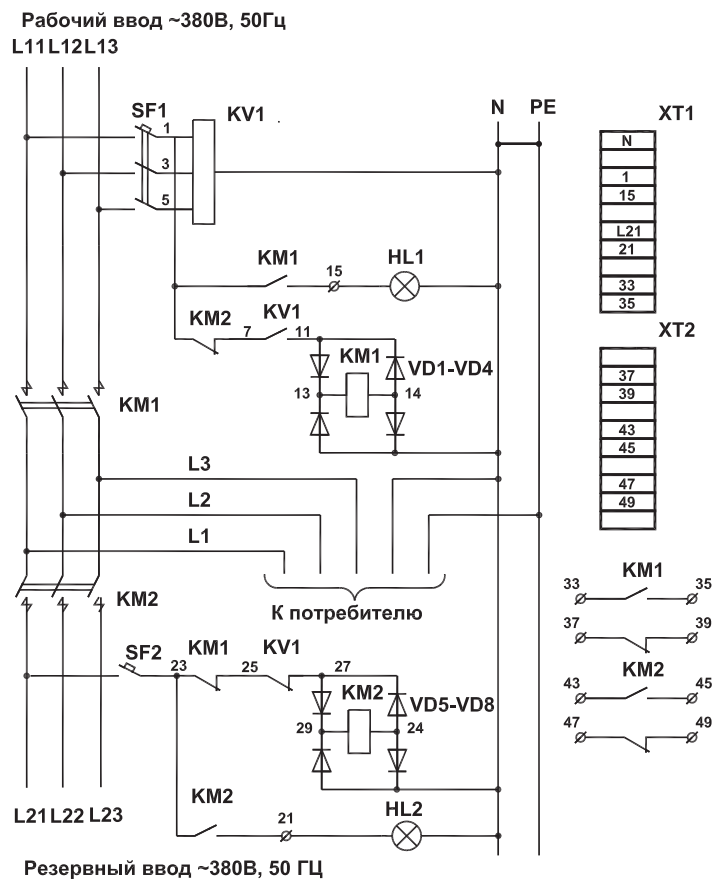 Рабочий ввод ~380В, 50Гц
L11 L12 L13
SF1
1
KV1
N PE
XT1
3
5
N
1
15
L21
21
33
35
KM1
15
HL1
KM2
7
KV1
11
KM1
VD1-VD4
13
14
XT2
37
39
43
45
47
49
KM1
L3
L2
L1
KM2
К потребителю
KM1
33
35
37
39
KM2
43
45
47
49
SF2
23
KM1
25
KV1
27
KM2
VD5-VD8
29
24
KM2
21
HL2
L21 L22 L23
Резервный ввод ~380В, 50 ГЦ